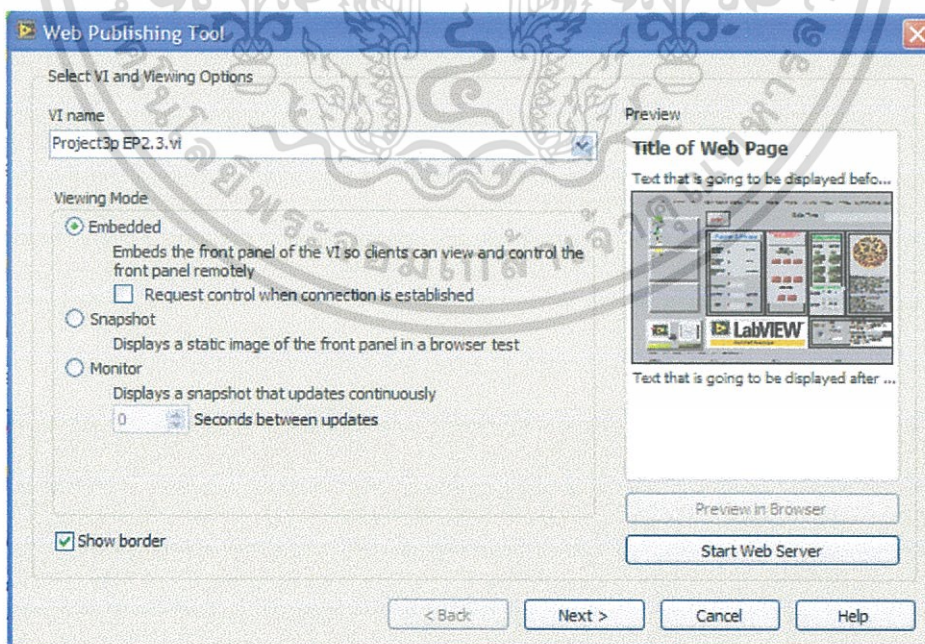 Web Publishing Tool
Select VI and Viewing Options
VI name
Project3p EP2.3.vi
Viewing Mode
Embedded
Embeds the front panel of the VI so clients can view and control the
front panel remotely
Request control when connection is established
Snapshot
Displays a static image of the front panel in a browser test
Monitor
Displays a snapshot that updates continuously
0 Seconds between updates
Show border
Preview
Title of Web Page
Text that is going to be displayed befo...
LabVIEW
Text that is going to be displayed after ...
Preview in Browser
Start Web Server
< Back
Next >
Cancel
Help